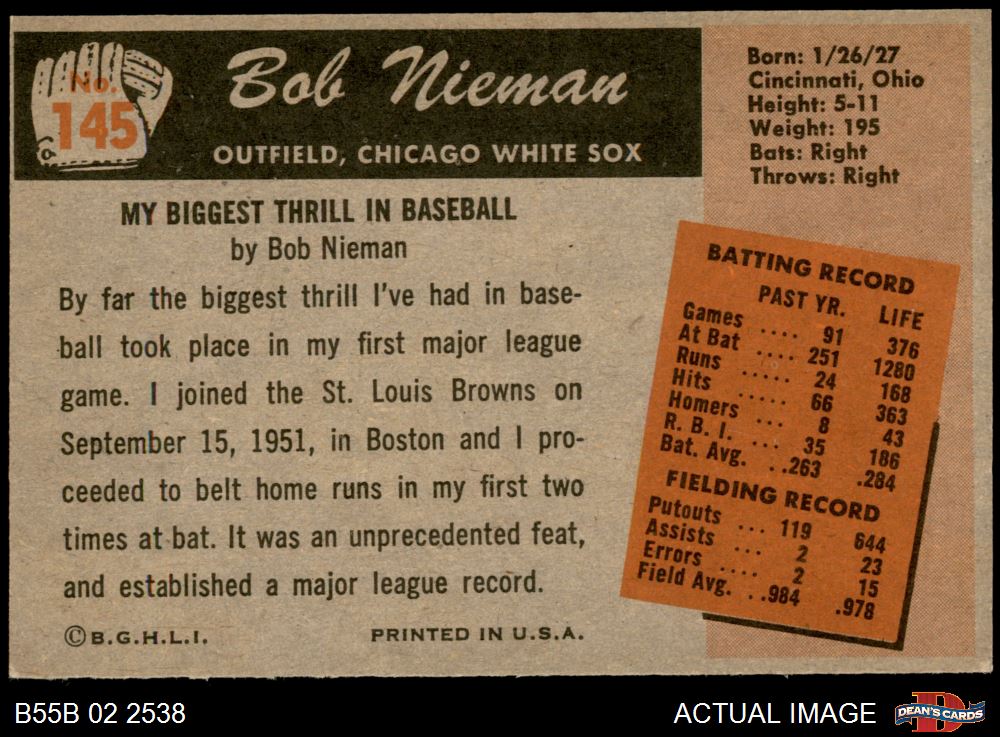 No.
145
Bob Nieman
OUTFIELD, CHICAGO WHITE SOX
MY BIGGEST THRILL IN BASEBALL
by Bob Nieman
By far the biggest thrill I've had in base-
ball took place in my first major league
game. I joined the St. Louis Browns on
September 15, 1951, in Boston and I pro-
ceeded to belt home runs in my first two
times at bat. It was an unprecedented feat,
and established a major league record.
©B.G.H.L.I. PRINTED IN U.S.A.
Born: 1/26/27
Cincinnati, Ohio
Height: 5-11
Weight: 195
Bats: Right
Throws: Right
BATTING RECORD
PAST YR. LIFE
Games .... 91 376
At Bat .... 251 1280
Runs ..... 24 168
Hits ..... 66 363
Homers ... 8 43
R. B. I. ... 35 186
Bat. Avg. ..263 .284
FIELDING RECORD
Putouts ... 119 644
Assists ... 2 23
Errors .... 2 15
Field Avg. ..984 .978
B55B 02 2538
ACTUAL IMAGE
DEAN'S CARDS